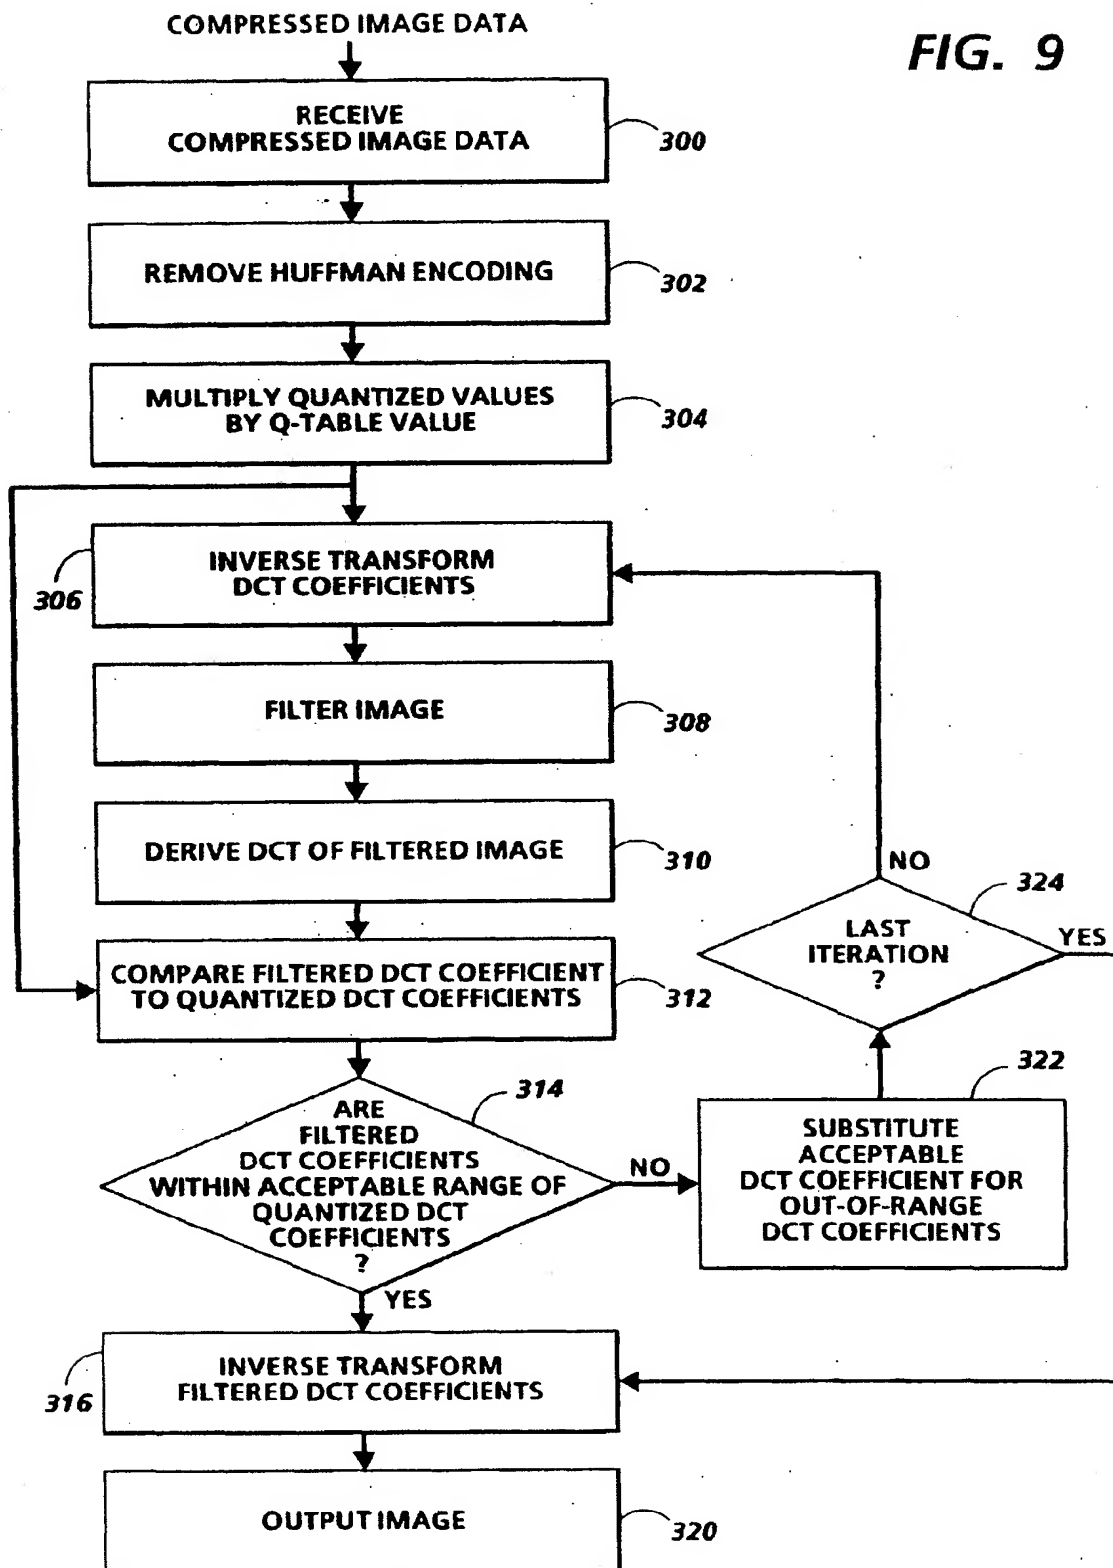 COMPRESSED IMAGE DATA
FIG. 9
RECEIVE
COMPRESSED IMAGE DATA
300
REMOVE HUFFMAN ENCODING
302
MULTIPLY QUANTIZED VALUES
BY Q-TABLE VALUE
304
INVERSE TRANSFORM
DCT COEFFICIENTS
306
FILTER IMAGE
308
DERIVE DCT OF FILTERED IMAGE
310
COMPARE FILTERED DCT COEFFICIENT
TO QUANTIZED DCT COEFFICIENTS
312
ARE
FILTERED
DCT COEFFICIENTS
WITHIN ACCEPTABLE RANGE OF
QUANTIZED DCT
COEFFICIENTS
?
314
NO
YES
SUBSTITUTE
ACCEPTABLE
DCT COEFFICIENT FOR
OUT-OF-RANGE
DCT COEFFICIENTS
322
LAST
ITERATION
?
324
NO
YES
INVERSE TRANSFORM
FILTERED DCT COEFFICIENTS
316
OUTPUT IMAGE
320